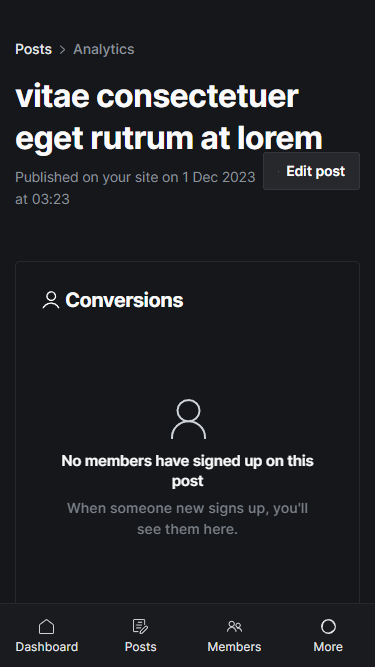 Posts > Analytics
vitae consectetuer
eget rutrum at lorem
Published on your site on 1 Dec 2023
at 03:23
Edit post
Conversions
No members have signed up on this
post
When someone new signs up, you'll
see them here.
Dashboard Posts Members More